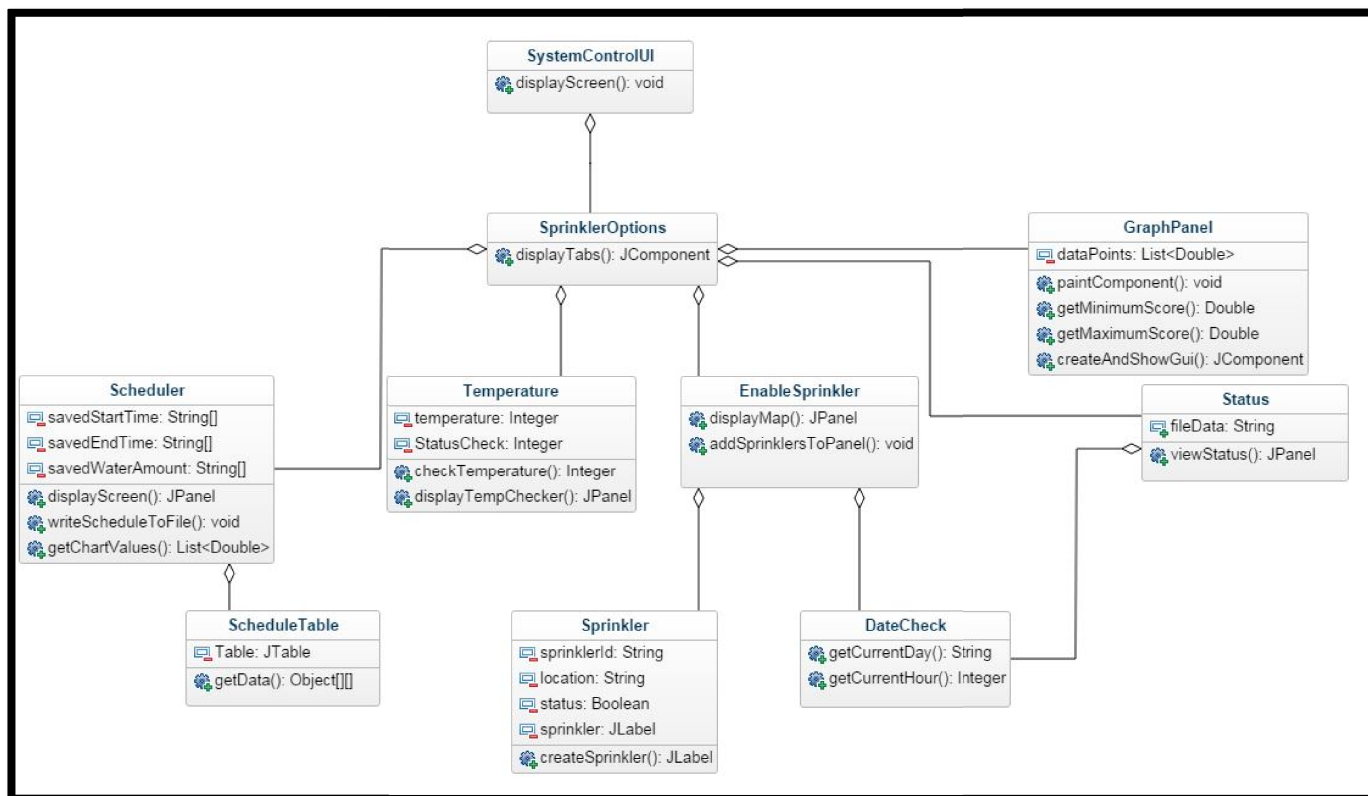 SystemControlUI
displayScreen(): void
SprinklerOptions
displayTabs(): JComponent
GraphPanel
dataPoints: List<Double>
paintComponent(): void
getMinimumScore(): Double
getMaximumScore(): Double
createAndShowGui(): JComponent
Scheduler
savedStartTime: String[]
savedEndTime: String[]
savedWaterAmount: String[]
displayScreen(): JPanel
writeScheduleToFile(): void
getChartValues(): List<Double>
Temperature
temperature: Integer
StatusCheck: Integer
checkTemperature(): Integer
displayTempChecker(): JPanel
EnableSprinkler
displayMap(): JPanel
addSprinklersToPanel(): void
Status
fileData: String
viewStatus(): JPanel
ScheduleTable
Table: JTable
getData(): Object[][]
Sprinkler
sprinklerId: String
location: String
status: Boolean
sprinkler: JLabel
createSprinkler(): JLabel
DateCheck
getCurrentDay(): String
getCurrentHour(): Integer